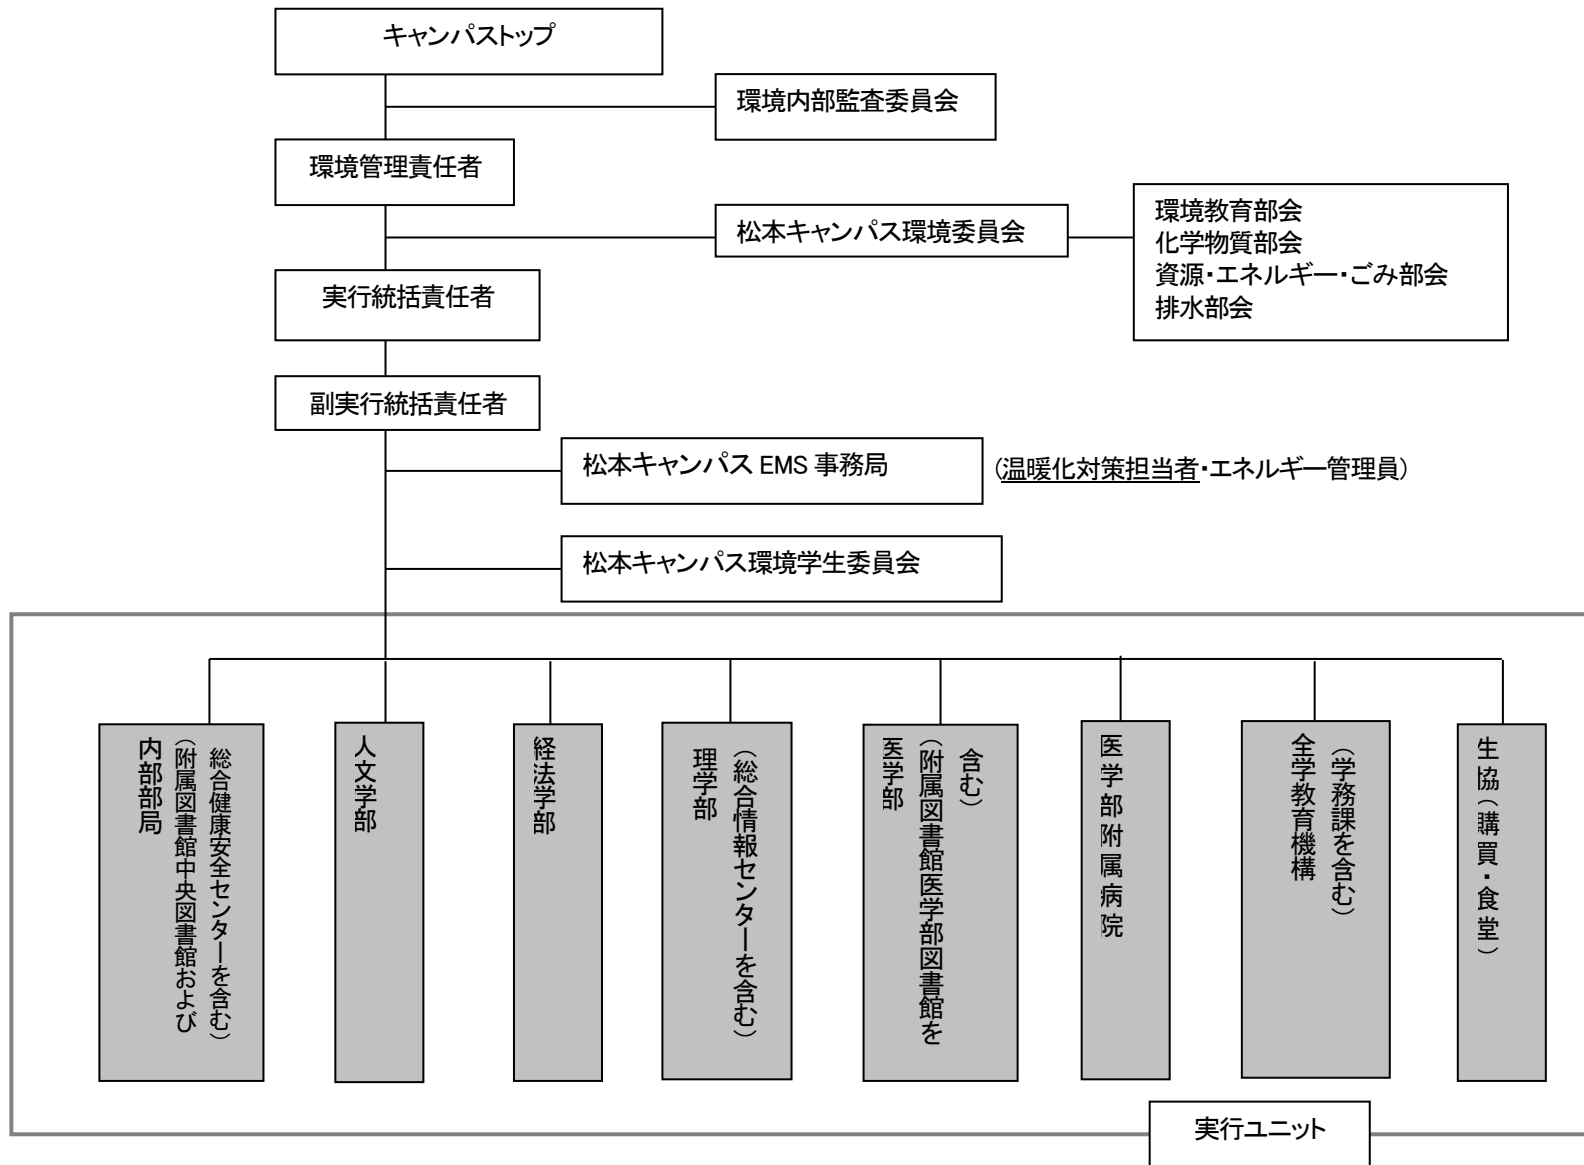 キャンパストップ
環境内部監査委員会
環境管理責任者
松本キャンパス環境委員会
環境教育部会
化学物質部会
資源・エネルギー・ごみ部会
排水部会
実行統括責任者
副実行統括責任者
松本キャンパス EMS 事務局
(温暖化対策担当者・エネルギー管理員)
松本キャンパス環境学生委員会
内部部局
(附属図書館中央図書館および
総合健康安全センターを含む)
人文学部
経法学部
理学部
(総合情報センターを含む)
医学部
(附属図書館医学部図書館を
含む)
医学部附属病院
全学教育機構
(学務課を含む)
生協(購買・食堂)
実行ユニット